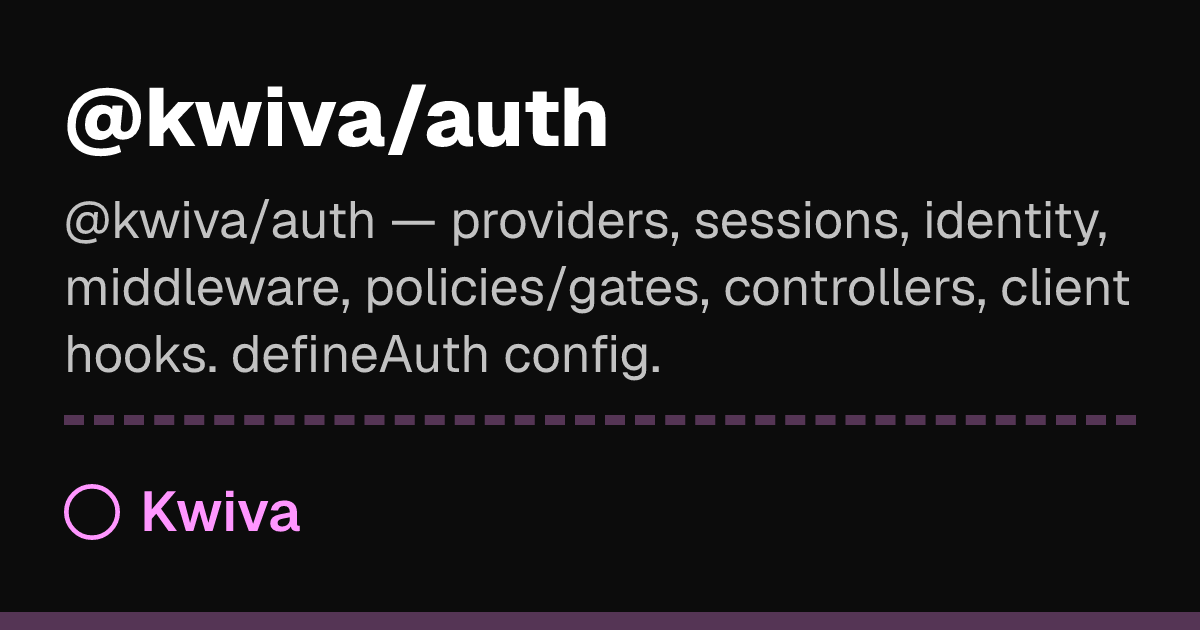 @kwiva/auth
@kwiva/auth — providers, sessions, identity,
middleware, policies/gates, controllers, client
hooks. defineAuth config.
Kwiva